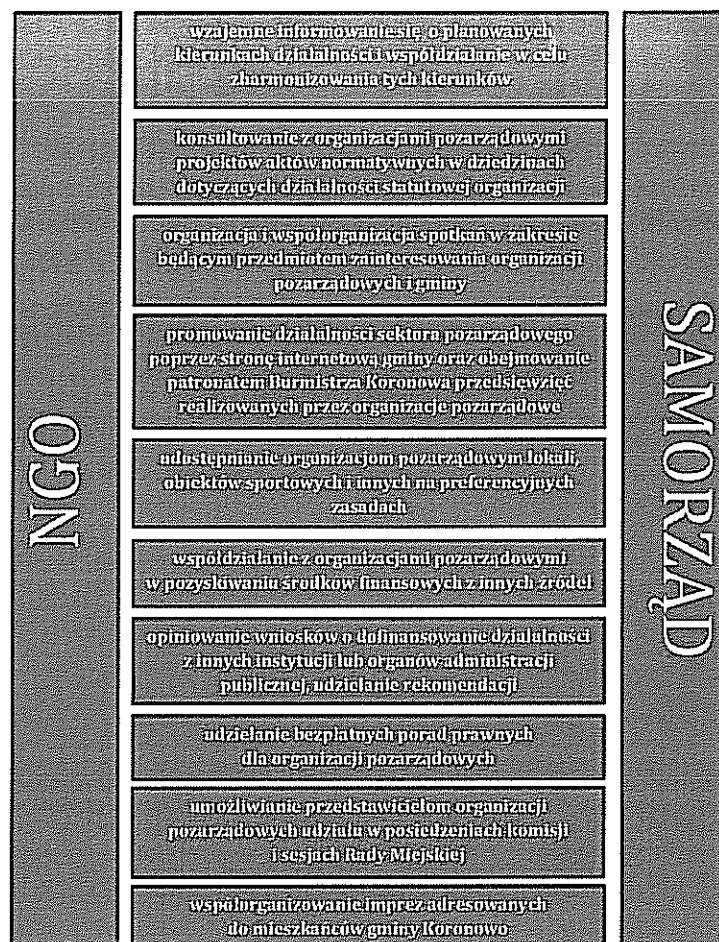 NGO
wzajemne informowanie się o planowanych
kierunkach działalności i współdziałanie w celu
zharmonizowania tych kierunków
konsultowanie z organizacjami pozarządowymi
projektów aktów normatywnych w dziedzinach
dotyczących działalności statutowej organizacji
organizacja i współorganizacja spotkań w zakresie
będącym przedmiotem zainteresowania organizacji
pozarządowych i gminy
promowanie działalności sektora pozarządowego
poprzez stronę internetową gminy oraz obejmowanie
patronatem Burmistrza Koronowa przedsięwzięć
realizowanych przez organizacje pozarządowe
udostępnianie organizacjom pozarządowym lokali,
obiektów sportowych i innych na preferencyjnych
zasadach
współdziałanie z organizacjami pozarządowymi
w pozyskiwaniu środków finansowych z innych źródeł
opiniowanie wniosków o dofinansowanie działalności
z innych instytucji lub organów administracji
publicznej, udzielanie rekomendacji
udzielanie bezpłatnych porad prawnych
dla organizacji pozarządowych
umożliwianie przedstawicielom organizacji
pozarządowych udziału w posiedzeniach komisji
i sesjach Rady Miejskiej
współorganizowanie imprez adresowanych
do mieszkańców gminy Koronowo
SAMORZĄD